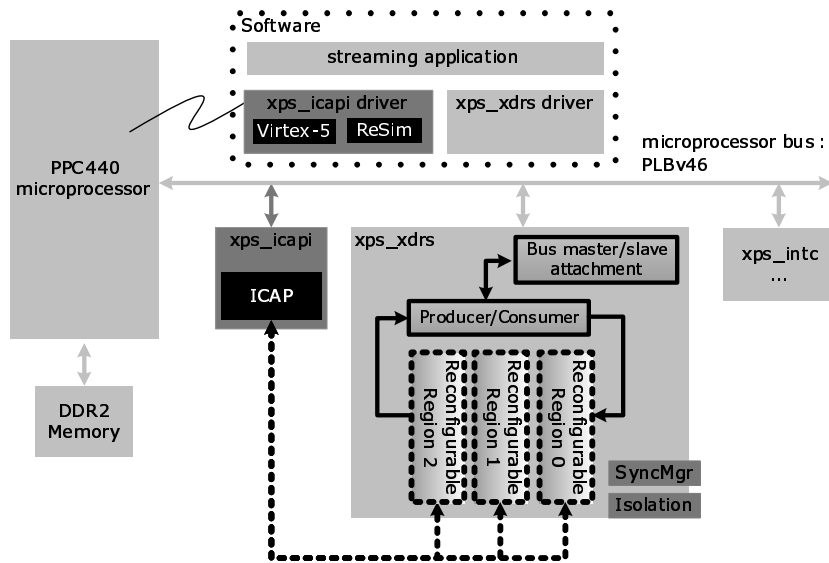 Software
streaming application
xps_icapi driver
Virtex-5
ReSim
xps_xdrs driver
microprocessor bus :
PLBv46
PPC440
microprocessor
xps_icapi
ICAP
xps_xdrs
Bus master/slave
attachment
Producer/Consumer
xps_intc
...
Reconfigurable
Region 2
Reconfigurable
Region 1
Reconfigurable
Region 0
DDR2
Memory
SyncMgr
Isolation